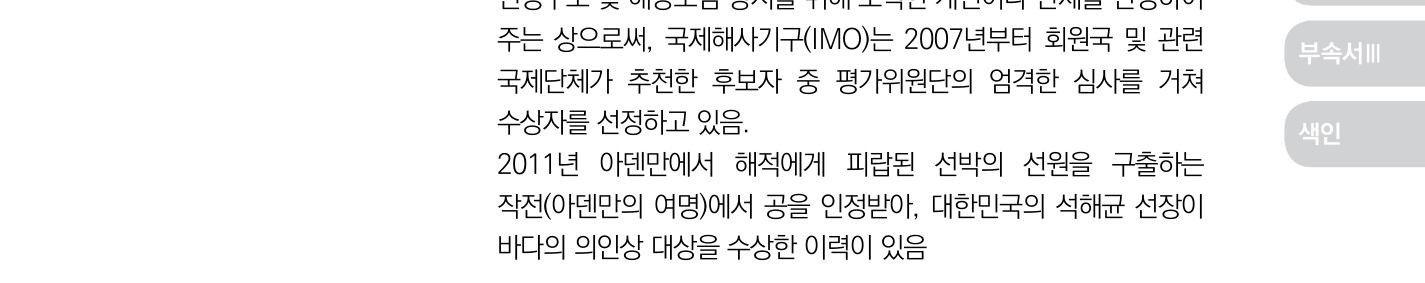 주는 상으로써, 국제해사기구(IMO)는 2007년부터 회원국 및 관련
국제단체가 추천한 후보자 중 평가위원단의 엄격한 심사를 거쳐
수상자를 선정하고 있음.
2011년 아덴만에서 해적에게 피랍된 선박의 선원을 구출하는
작전(아덴만의 여명)에서 공을 인정받아, 대한민국의 석해균 선장이
바다의 의인상 대상을 수상한 이력이 있음
부속서Ⅲ
색인